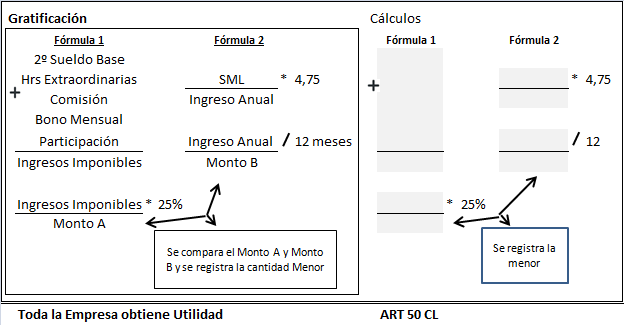 Gratificación
Cálculos
Fórmula 1
Fórmula 2
2º Sueldo Base
Hrs Extraordinarias
+
Comisión
Bono Mensual
Participación
Ingresos Imponibles
SML * 4,75
Ingreso Anual
Ingreso Anual / 12 meses
Monto B
Ingresos Imponibles * 25%
Monto A
Se compara el Monto A y Monto
B y se registra la cantidad Menor
Fórmula 1
Fórmula 2
+
* 4,75
/ 12
* 25%
Se registra la
menor
Toda la Empresa obtiene Utilidad
ART 50 CL